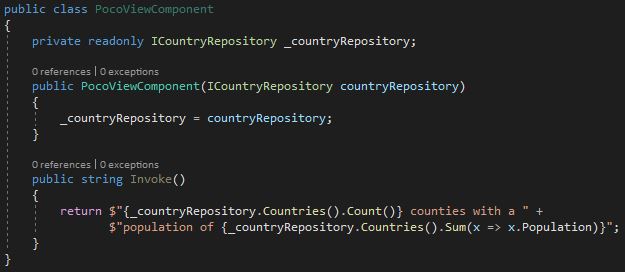 public class PocoViewComponent
{
    private readonly ICountryRepository _countryRepository;
    0 references | 0 exceptions
    public PocoViewComponent(ICountryRepository countryRepository)
    {
        _countryRepository = countryRepository;
    }
    0 references | 0 exceptions
    public string Invoke()
    {
        return $"{_countryRepository.Countries().Count()} counties with a " +
               $"population of {_countryRepository.Countries().Sum(x => x.Population)}";
    }
}